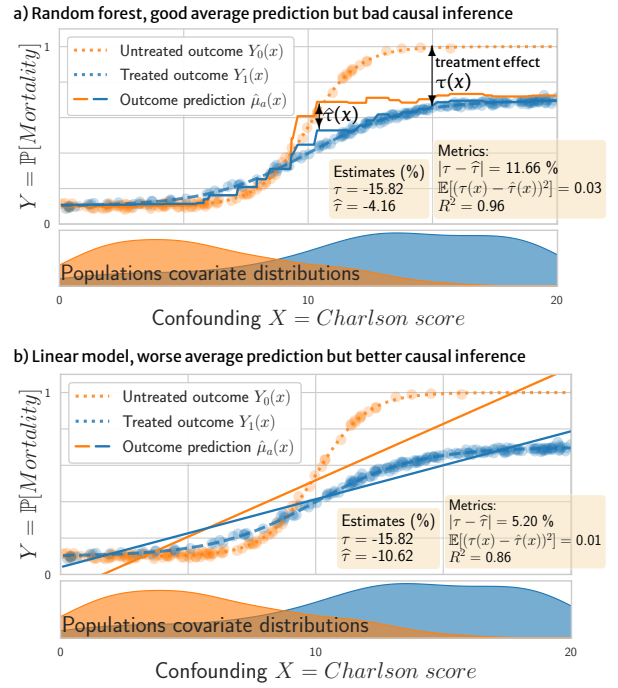 a) Random forest, good average prediction but bad causal inference
Y = ℙ[Mortality]
1
0
Untreated outcome Y₀(x)
Treated outcome Y₁(x)
Outcome prediction μ̂ₐ(x)
treatment effect
τ(x)
τ̂(x)
Estimates (%)
τ = -15.82
τ̂ = -4.16
Metrics:
|τ − τ̂| = 11.66 %
𝔼[(τ(x) − τ̂(x))²] = 0.03
R² = 0.96
Populations covariate distributions
0 10 20
Confounding X = Charlson score
b) Linear model, worse average prediction but better causal inference
Y = ℙ[Mortality]
1
0
Untreated outcome Y₀(x)
Treated outcome Y₁(x)
Outcome prediction μ̂ₐ(x)
Estimates (%)
τ = -15.82
τ̂ = -10.62
Metrics:
|τ − τ̂| = 5.20 %
𝔼[(τ(x) − τ̂(x))²] = 0.01
R² = 0.86
Populations covariate distributions
0 10 20
Confounding X = Charlson score